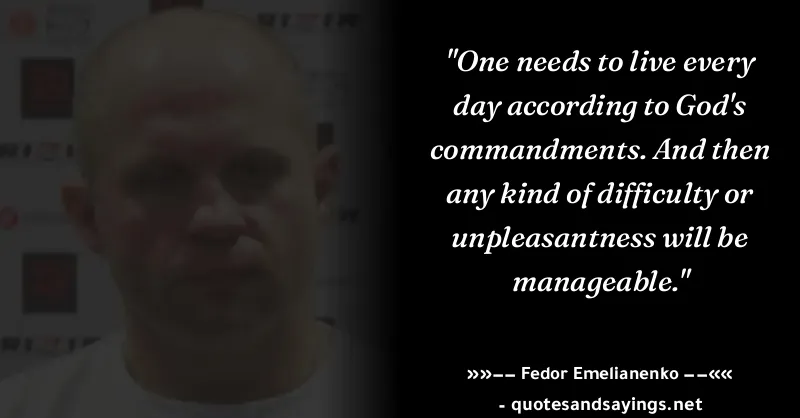 "One needs to live every
day according to God's
commandments. And then
any kind of difficulty or
unpleasantness will be
manageable."
»»−− Fedor Emelianenko −−««
- quotesandsayings.net